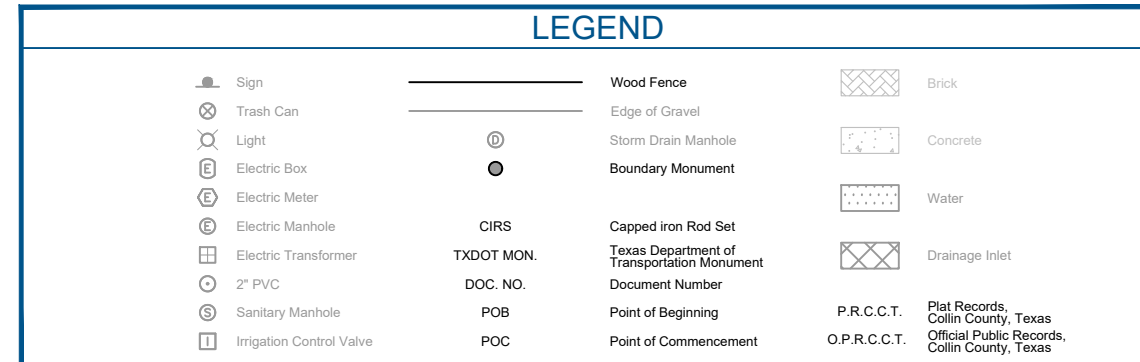 LEGEND
Sign
Wood Fence
Brick
Trash Can
Edge of Gravel
Light
D
Storm Drain Manhole
Concrete
E
Electric Box
Boundary Monument
E
Electric Meter
Water
E
Electric Manhole
CIRS
Capped iron Rod Set
Electric Transformer
TXDOT MON.
Texas Department of
Transportation Monument
Drainage Inlet
2" PVC
DOC. NO.
Document Number
S
Sanitary Manhole
POB
Point of Beginning
P.R.C.C.T.
Plat Records,
Collin County, Texas
I
Irrigation Control Valve
POC
Point of Commencement
O.P.R.C.C.T.
Official Public Records,
Collin County, Texas